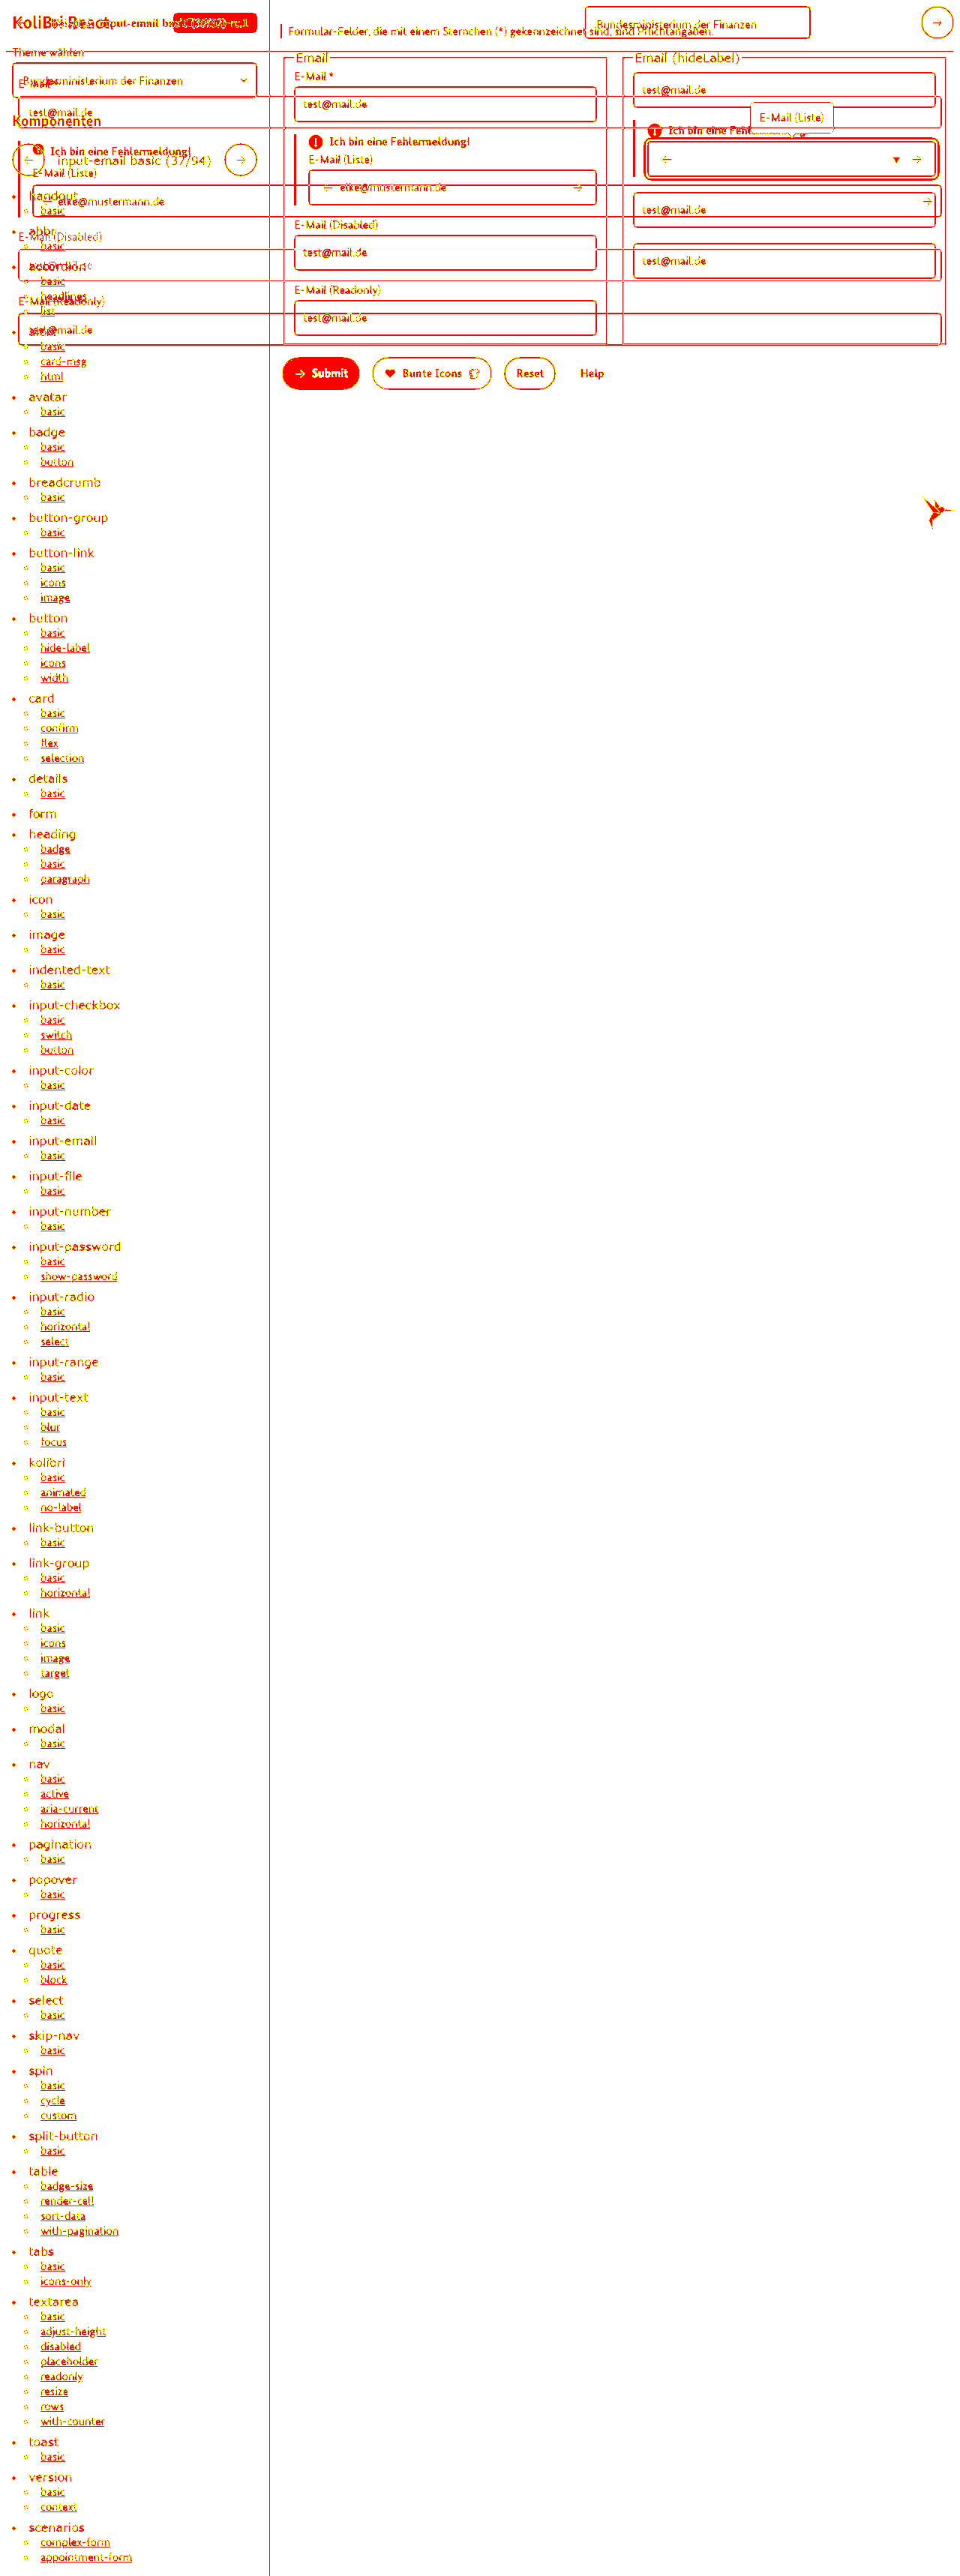 KoliBri React
Formular-Felder, die mit einem Sternchen (*) gekennzeichnet sind, sind Pflichtangaben.
Bundesministerium der Finanzen
Theme wählen
Bundesministerium der Finanzen
E-Mail
test@mail.de
Komponenten
Ich bin eine Fehlermeldung!
input-email basic (37/94)
E-Mail (Liste)
elke@mustermann.de
E-Mail (Disabled)
E-Mail (Readonly)
test@mail.de
Email
E-Mail *
test@mail.de
Ich bin eine Fehlermeldung!
E-Mail (Liste)
elke@mustermann.de
E-Mail (Disabled)
test@mail.de
E-Mail (Readonly)
test@mail.de
Email (hideLabel)
test@mail.de
E-Mail (Liste)
Ich bin eine
test@mail.de
test@mail.de
Submit
Bunte Icons
Reset
Help
handout
basic
abbr
basic
accordion
basic
headlines
list
basic
card-msg
html
avatar
basic
badge
basic
button
breadcrumb
basic
button-group
basic
button-link
basic
icons
image
button
basic
hide-label
icons
width
card
basic
confirm
flex
selection
details
basic
form
heading
badge
basic
paragraph
icon
basic
image
basic
indented-text
basic
input-checkbox
basic
switch
button
input-color
basic
input-date
basic
input-email
basic
input-file
basic
input-number
basic
input-password
basic
show-password
input-radio
basic
horizontal
select
input-range
basic
input-text
basic
blur
focus
kolibri
basic
animated
no-label
link-button
basic
link-group
basic
horizontal
link
basic
icons
image
target
logo
basic
modal
basic
nav
basic
active
aria-current
horizontal
pagination
basic
popover
basic
progress
basic
quote
basic
block
select
basic
skip-nav
basic
spin
basic
cycle
custom
split-button
basic
table
badge-size
render-cell
sort-data
with-pagination
tabs
basic
icons-only
textarea
basic
adjust-height
disabled
placeholder
readonly
resize
rows
with-counter
toast
basic
version
basic
context
scenarios
complex-form
appointment-form